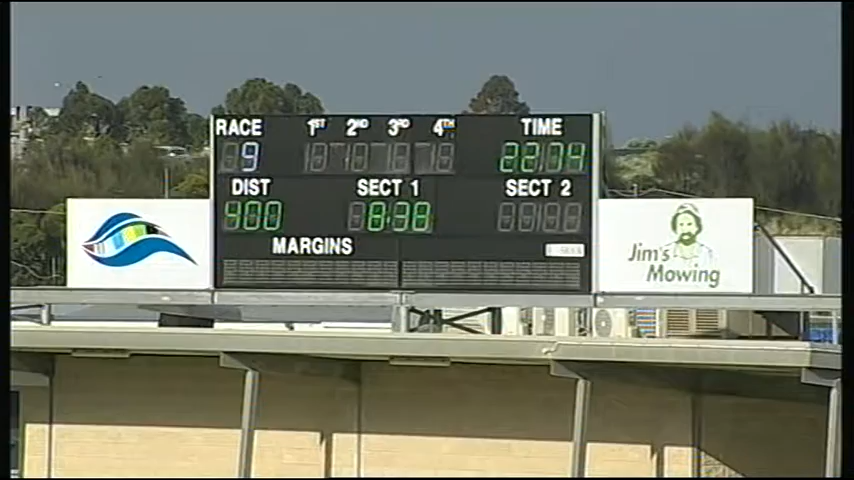 RACE 1ST 2ND 3RD 4TH TIME
9 22:04
DIST SECT 1 SECT 2
400 8:38
MARGINS
Jim's
Mowing